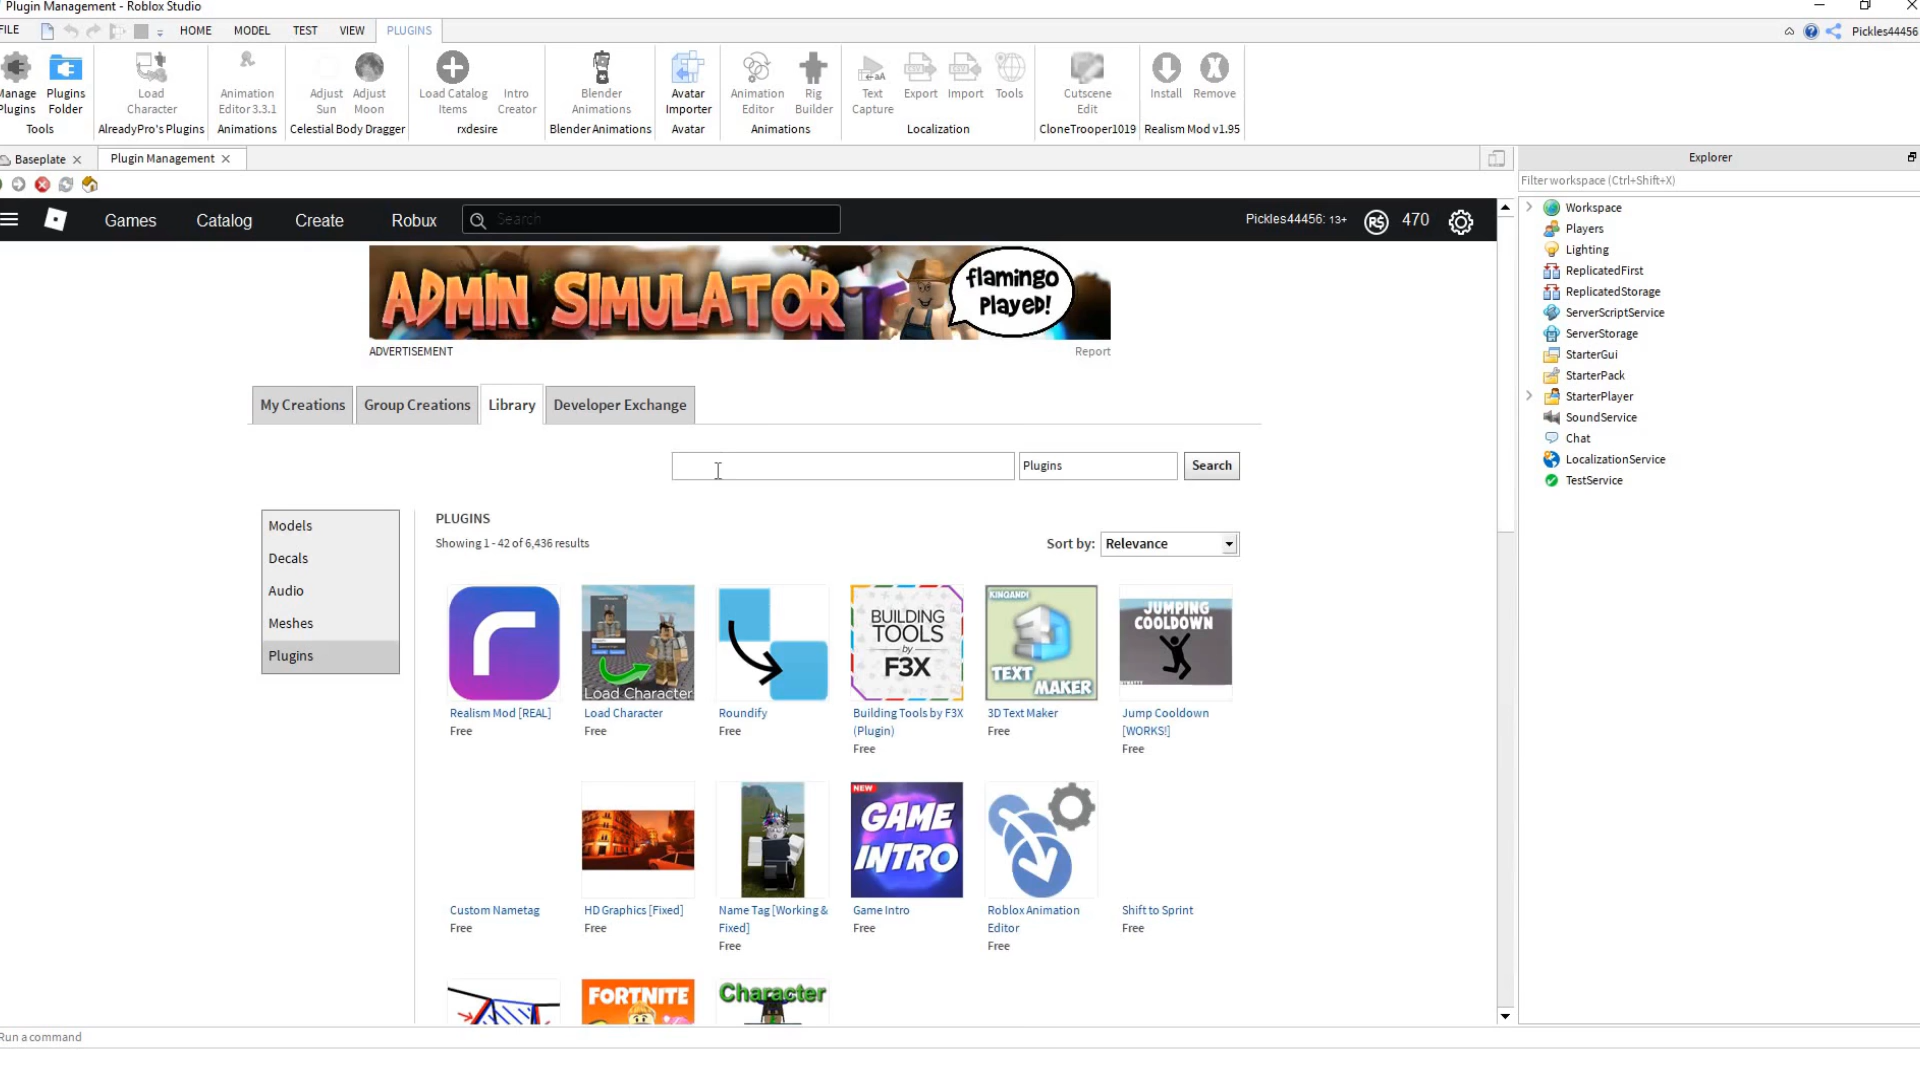 Plugin Management - Roblox Studio
FILE HOME MODEL TEST VIEW PLUGINS Pickles44456
Manage Plugins
Plugins Folder
Tools
Load Character
AlreadyPro's Plugins
Animation Editor 3.3.1
Animations
Adjust Sun
Adjust Moon
Celestial Body Dragger
Load Catalog Items
Intro Creator
rxdesire
Blender Animations
Blender Animations
Avatar Importer
Avatar
Animation Editor
Rig Builder
Animations
Text Capture
Export
Import
Tools
Localization
Cutscene Edit
CloneTrooper1019
Install
Remove
Realism Mod v1.95
Baseplate
Plugin Management
Explorer
Filter workspace (Ctrl+Shift+X)
Workspace
Players
Lighting
ReplicatedFirst
ReplicatedStorage
ServerScriptService
ServerStorage
StarterGui
StarterPack
StarterPlayer
SoundService
Chat
LocalizationService
TestService
Games Catalog Create Robux Search Pickles44456: 13+ R$ 470
ADMIN SIMULATOR
flamingo
PLAYED!
ADVERTISEMENT
Report
My Creations Group Creations Library Developer Exchange
Plugins Search
Models
Decals
Audio
Meshes
Plugins
PLUGINS
Showing 1 - 42 of 6,436 results
Sort by: Relevance
Load Character
BUILDING
TOOLS
by
F3X
KINGANDI
3D
TEXT
MAKER
JUMPING
COOLDOWN
Realism Mod [REAL]
Free
Load Character
Free
Roundify
Free
Building Tools by F3X
(Plugin)
Free
3D Text Maker
Free
Jump Cooldown
[WORKS!]
Free
NEW
GAME
INTRO
Custom Nametag
Free
HD Graphics [Fixed]
Free
Name Tag [Working &
Fixed]
Free
Game Intro
Free
Roblox Animation
Editor
Free
Shift to Sprint
Free
FORTNITE
Character
Run a command